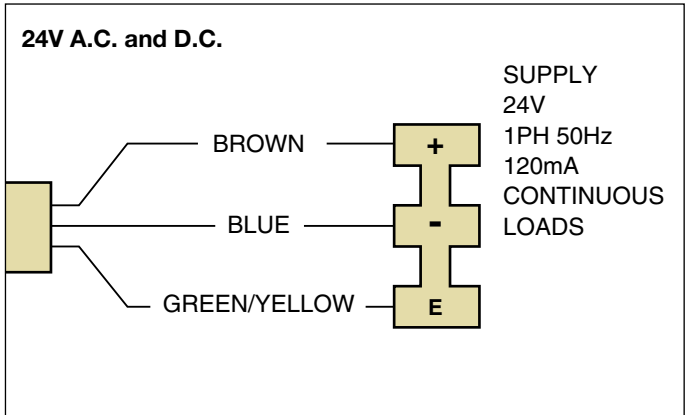 24V A.C. and D.C.
SUPPLY
24V
1PH 50Hz
120mA
CONTINUOUS
LOADS
BROWN
+
BLUE
-
GREEN/YELLOW
E